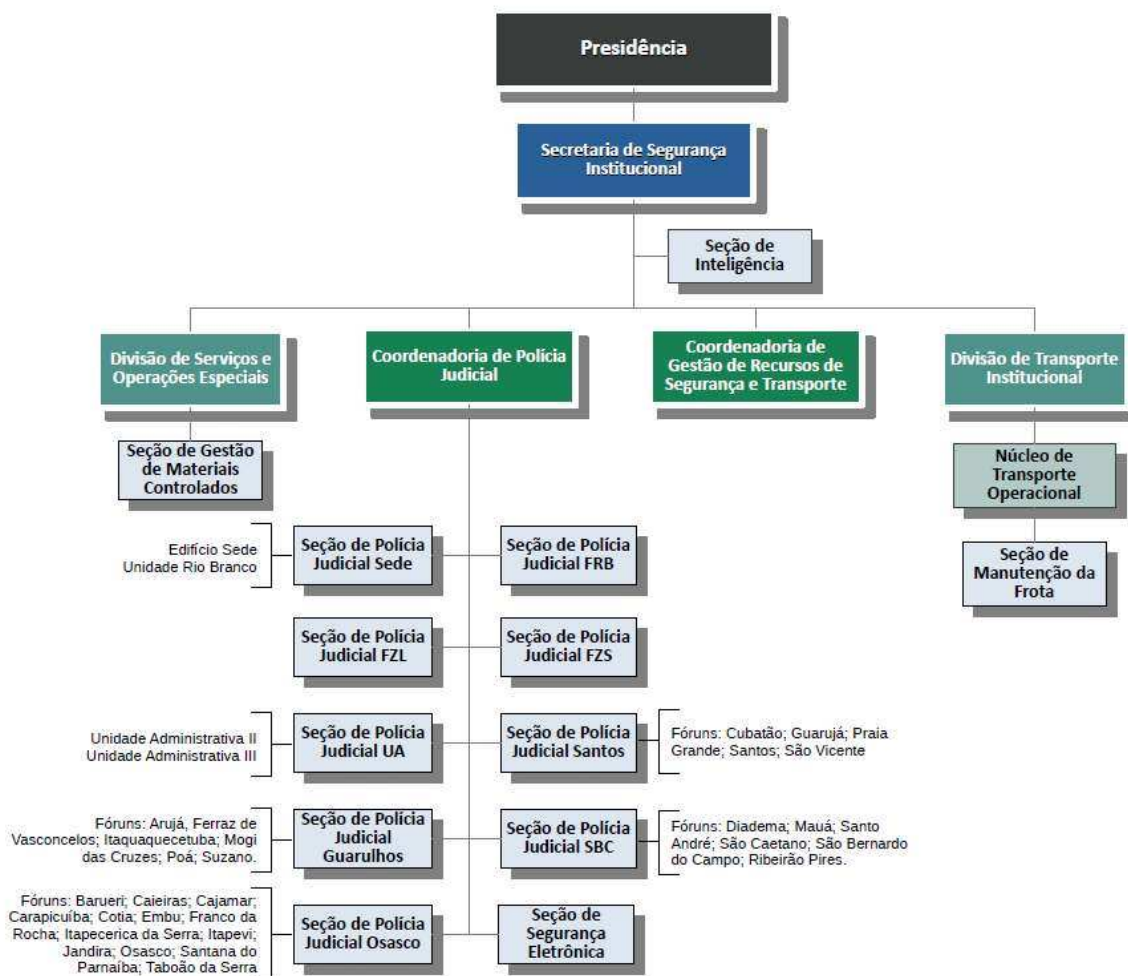 Presidência
Secretaria de Segurança
Institucional
Seção de
Inteligência
Divisão de Serviços e
Operações Especiais
Coordenadoria de Polícia
Judicial
Coordenadoria de
Gestão de Recursos de
Segurança e Transporte
Divisão de Transporte
Institucional
Seção de Gestão
de Materiais
Controlados
Núcleo de
Transporte
Operacional
Edifício Sede
Unidade Rio Branco
Seção de Polícia
Judicial Sede
Seção de Polícia
Judicial FRB
Seção de
Manutenção da
Frota
Seção de Polícia
Judicial FZL
Seção de Polícia
Judicial FZS
Unidade Administrativa II
Unidade Administrativa III
Seção de Polícia
Judicial UA
Seção de Polícia
Judicial Santos
Fóruns: Cubatão; Guarujá; Praia
Grande; Santos; São Vicente
Fóruns: Arujá, Ferraz de
Vasconcelos; Itaquaquecetuba; Mogi
das Cruzes; Poá; Suzano.
Seção de Polícia
Judicial
Guarulhos
Seção de Polícia
Judicial SBC
Fóruns: Diadema; Mauá; Santo
André; São Caetano; São Bernardo
do Campo; Ribeirão Pires.
Fóruns: Barueri; Caieiras; Cajamar;
Carapicuíba; Cotia; Embu; Franco da
Rocha; Itapecerica da Serra; Itapevi;
Jandira; Osasco; Santana do
Parnaíba; Taboão da Serra
Seção de Polícia
Judicial Osasco
Seção de
Segurança
Eletrônica